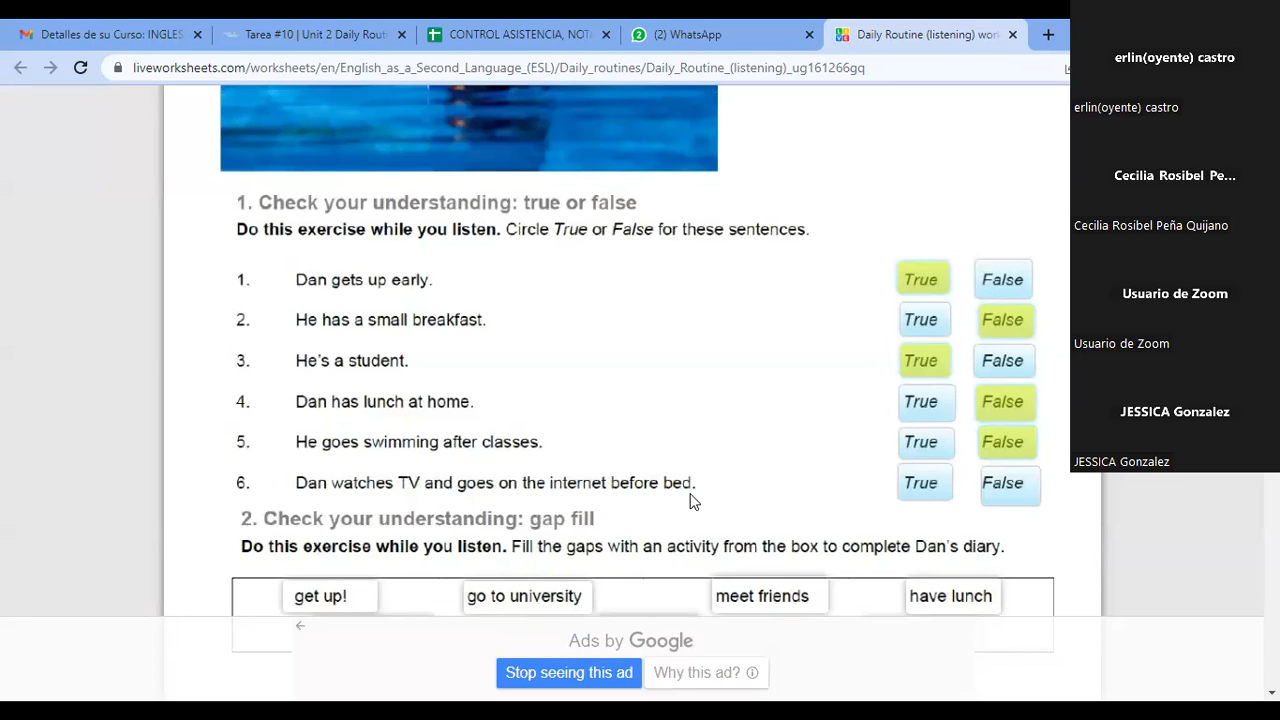 Detalles de su Curso: INGLES
Tarea #10 | Unit 2 Daily Routi
CONTROL ASISTENCIA, NOTA
(2) WhatsApp
Daily Routine (listening) wor
liveworksheets.com/worksheets/en/English_as_a_Second_Language_(ESL)/Daily_routines/Daily_Routine_(listening)_ug161266gq
erlin(oyente) castro
erlin(oyente) castro
Cecilia Rosibel Pe...
Cecilia Rosibel Peña Quijano
Usuario de Zoom
Usuario de Zoom
JESSICA Gonzalez
JESSICA Gonzalez
1. Check your understanding: true or false
Do this exercise while you listen. Circle True or False for these sentences.
1. Dan gets up early. True False
2. He has a small breakfast. True False
3. He's a student. True False
4. Dan has lunch at home. True False
5. He goes swimming after classes. True False
6. Dan watches TV and goes on the internet before bed. True False
2. Check your understanding: gap fill
Do this exercise while you listen. Fill the gaps with an activity from the box to complete Dan's diary.
get up! go to university meet friends have lunch
Ads by Google
Stop seeing this ad Why this ad?